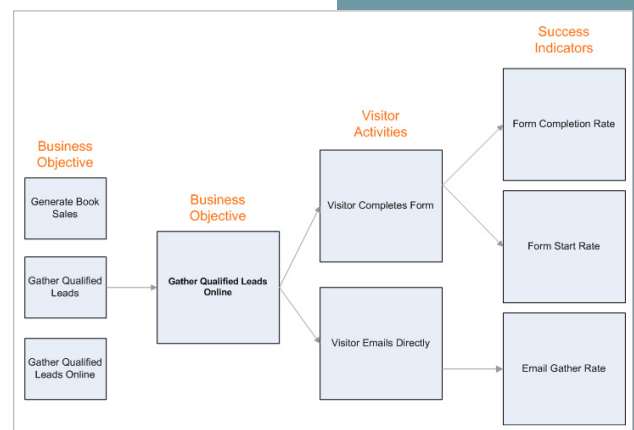 Success
Indicators
Form Completion Rate
Visitor
Activities
Business
Objective
Generate Book
Sales
Business
Objective
Visitor Completes Form
Form Start Rate
Gather Qualified
Leads
Gather Qualified Leads
Online
Visitor Emails Directly
Email Gather Rate
Gather Qualified
Leads Online